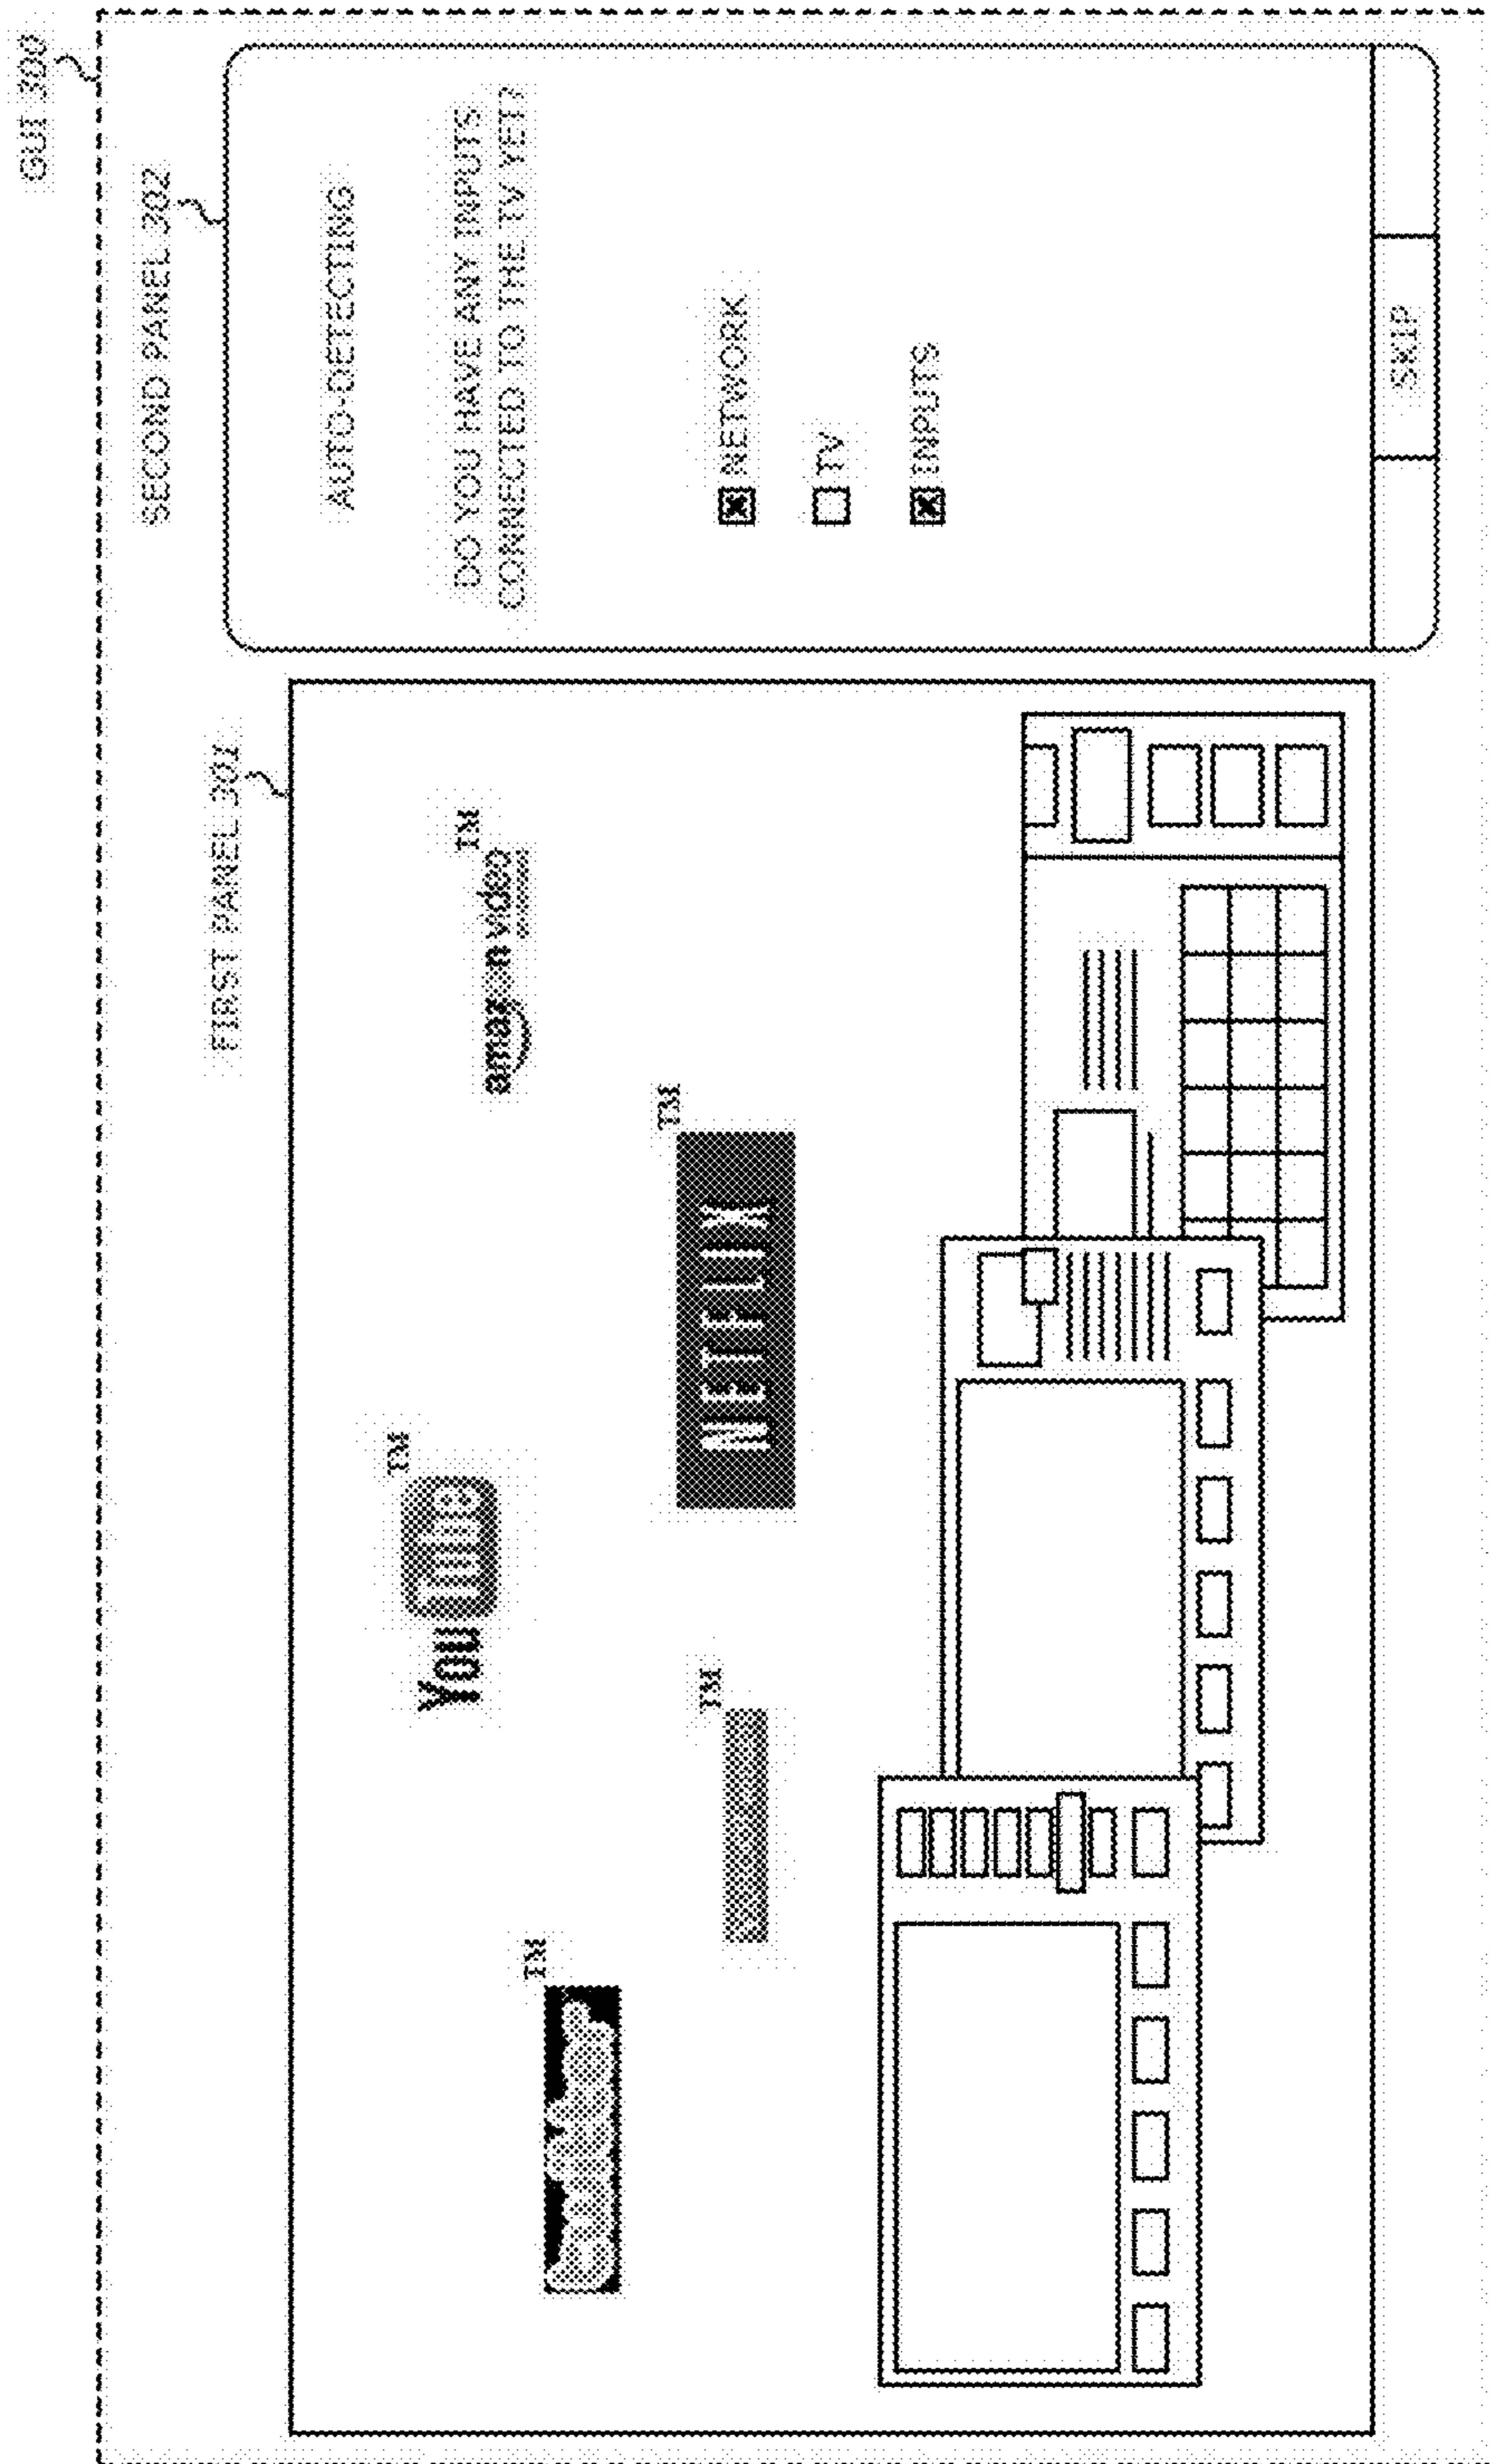 GUI 300
SECOND PANEL 302
FIRST PANEL 301
AUTO-DETECTING
DO YOU HAVE ANY INPUTS
CONNECTED TO THE TV YET?
NETWORK
TV
INPUTS
SKIP
YouTube TM
amazon video TM
TM
TM
NETFLIX TM